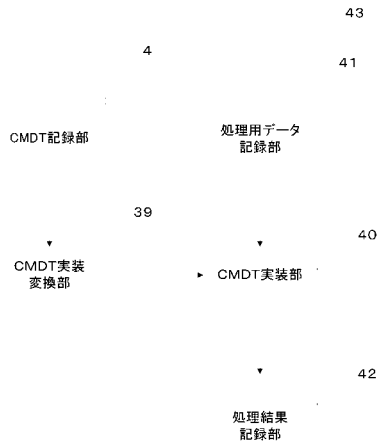 43
4
41
CMDT記録部
処理用データ
記録部
39
40
CMDT実装
変換部
CMDT実装部
42
処理結果
記録部